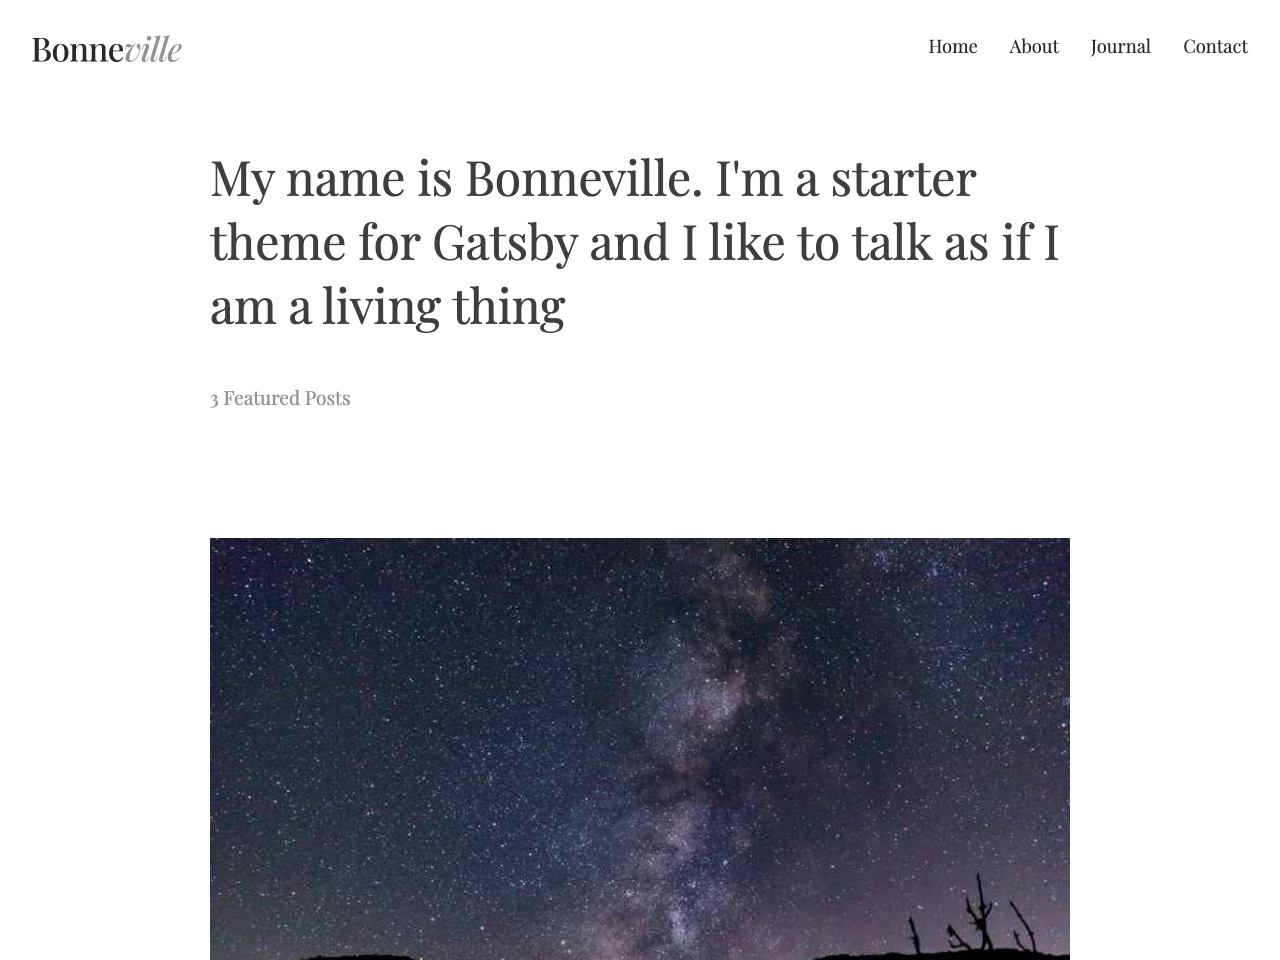 Bonneville
Home About Journal Contact
My name is Bonneville. I'm a starter
theme for Gatsby and I like to talk as if I
am a living thing
3 Featured Posts